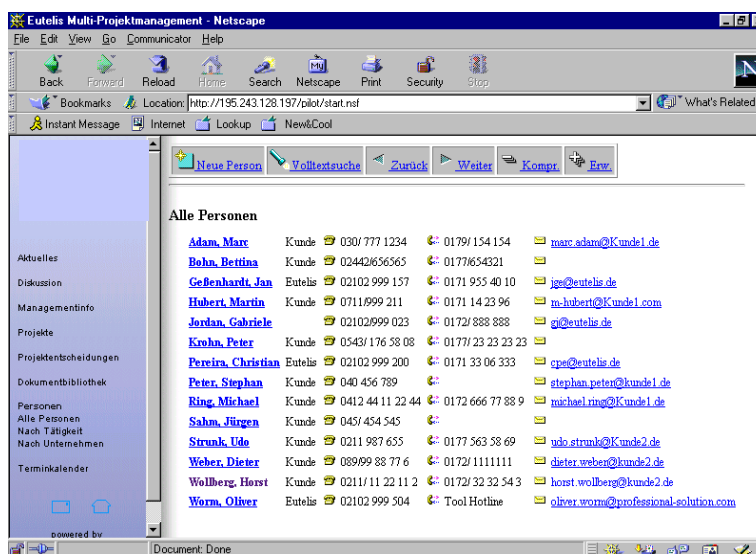 Eutelis Multi-Projektmanagement - Netscape
File Edit View Go Communicator Help
Back Forward Reload Home Search Netscape Print Security Stop
Bookmarks Location: http://195.243.128.197/pilot/start.nsf What's Related
Instant Message Internet Lookup New&Cool
Neue Person Volltextsuche Zurück Weiter Kompr. Erw.
Alle Personen
Adam, Marc Kunde 030/ 777 1234 0179/ 154 154 marc.adam@Kunde1.de
Bohn, Bettina Kunde 02442/656565 0177/654321
Geßenhardt, Jan Eutelis 02102 999 157 0171 955 40 10 jge@eutelis.de
Hubert, Martin Kunde 0711/999 211 0171 14 23 96 m-hubert@Kunde1.com
Jordan, Gabriele 02102/999 023 0172/ 888 888 gj@eutelis.de
Krohn, Peter Kunde 0543/ 176 58 08 0177/ 23 23 23 23
Pereira, Christian Eutelis 02102 999 200 0171 33 06 333 cpe@eutelis.de
Peter, Stephan Kunde 040 456 789 stephan.peter@kunde1.de
Ring, Michael Kunde 0412 44 11 22 44 0172 666 77 88 9 michael.ring@Kunde1.de
Sahm, Jürgen Kunde 045/ 454 545
Strunk, Udo Kunde 0211 987 655 0177 563 58 69 udo.strunk@Kunde2.de
Weber, Dieter Kunde 089/99 88 77 6 0172/ 1111111 dieter.weber@kunde2.de
Wollberg, Horst Kunde 0211/ 11 22 11 2 0172/ 32 32 54 3 horst.wollberg@kunde2.de
Worm, Oliver Eutelis 02102 999 504 Tool Hotline oliver.worm@professional-solution.com
Aktuelles
Diskussion
Managementinfo
Projekte
Projektentscheidungen
Dokumentbibliothek
Personen
Alle Personen
Nach Tätigkeit
Nach Unternehmen
Terminkalender
powered by
Document: Done